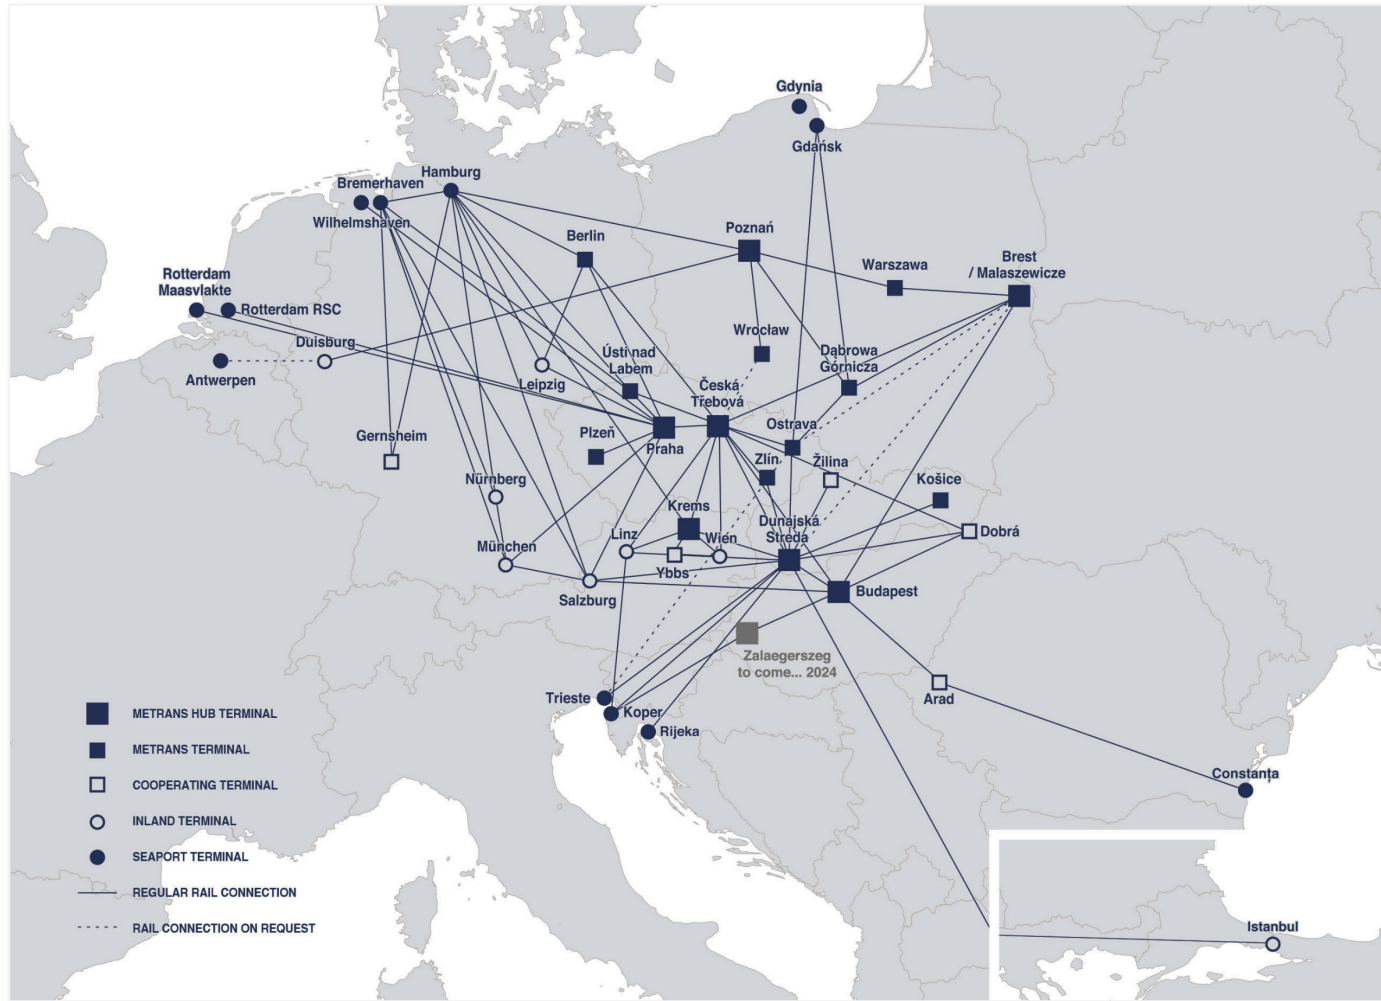 Gdynia
Gdańsk
Hamburg
Bremerhaven
Wilhelmshaven
Berlin
Poznań
Warszawa
Brest
/ Malaszewicze
Rotterdam
Maasvlakte
Rotterdam RSC
Duisburg
Antwerpen
Wrocław
Dąbrowa
Górnicza
Ústí nad
Labem
Leipzig
Česká
Třebová
Gernsheim
Plzeň
Praha
Ostrava
Zlín
Žilina
Košice
Nürnberg
Krems
Dunajská
Streda
Dobrá
München
Linz
Wien
Ybbs
Salzburg
Budapest
Zalaegerszeg
to come... 2024
Trieste
Koper
Rijeka
Arad
Constanța
Istanbul
METRANS HUB TERMINAL
METRANS TERMINAL
COOPERATING TERMINAL
INLAND TERMINAL
SEAPORT TERMINAL
REGULAR RAIL CONNECTION
RAIL CONNECTION ON REQUEST